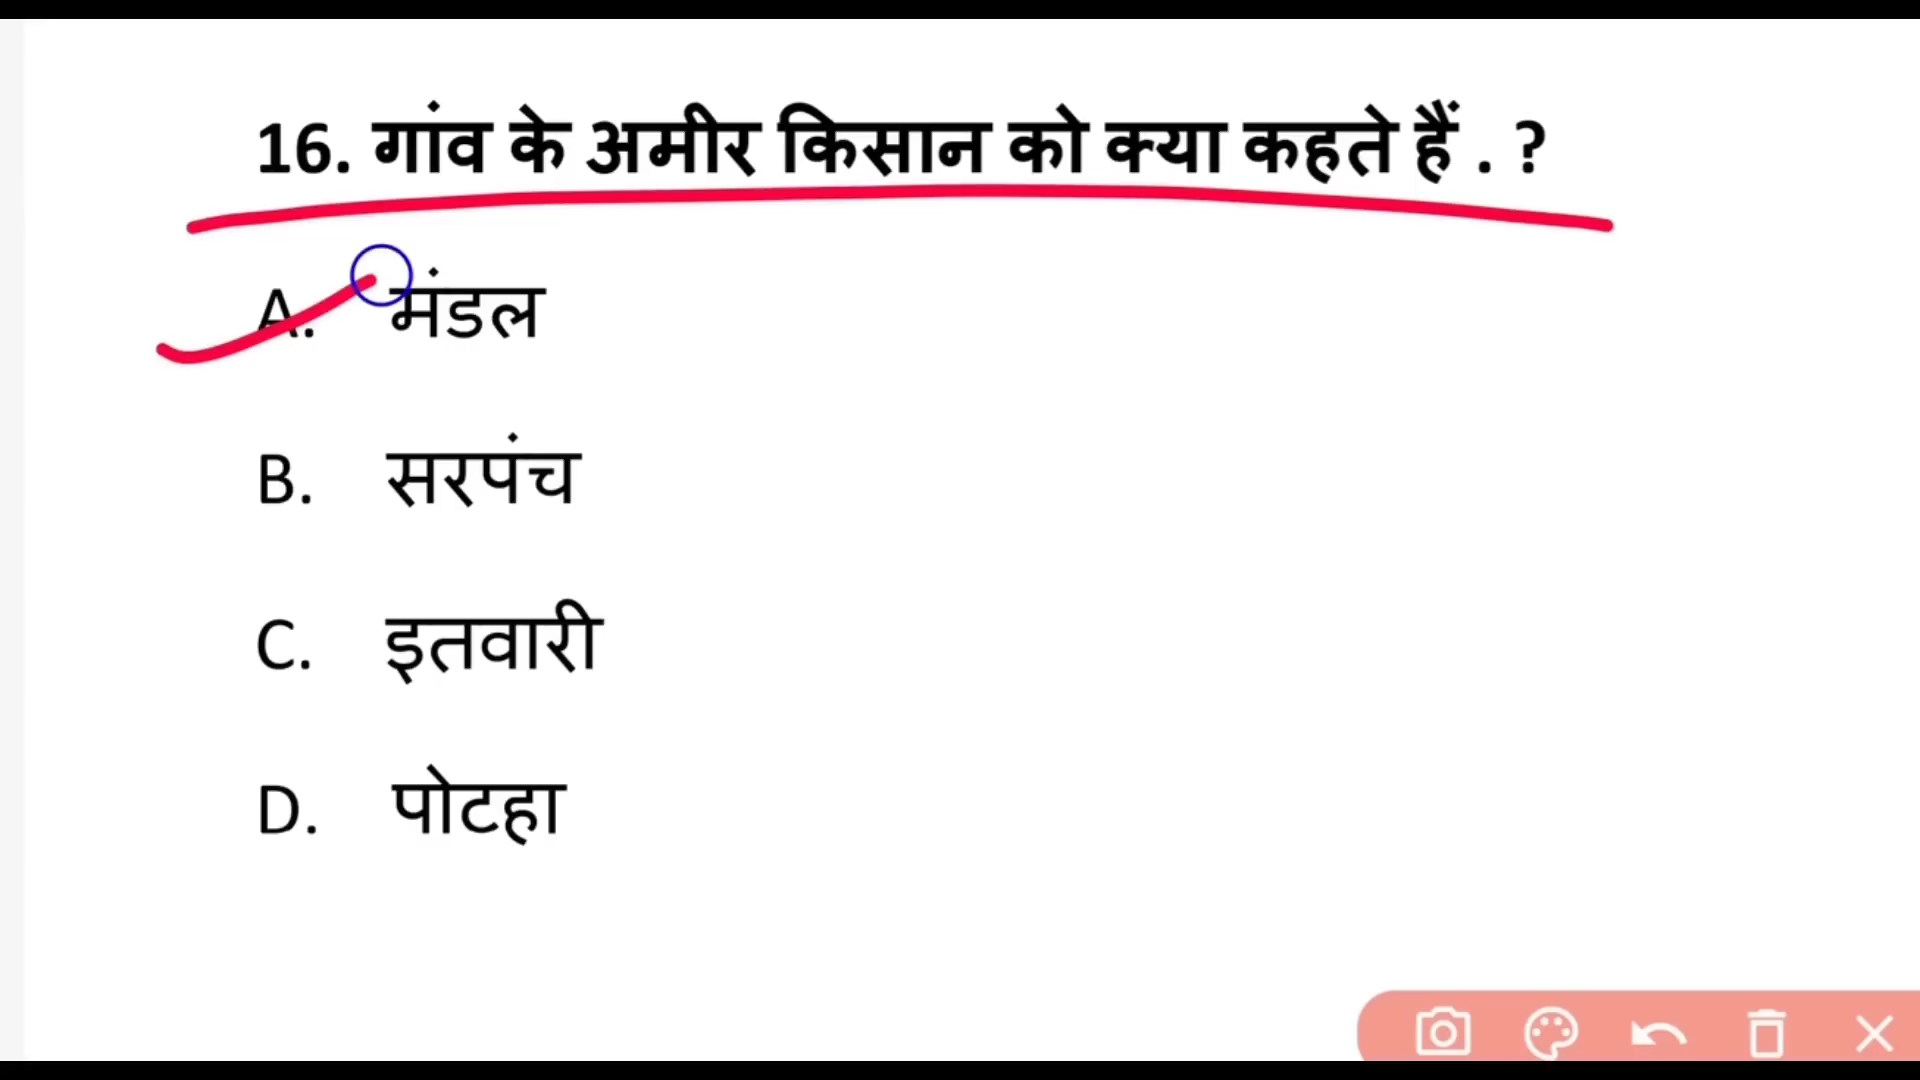 16. गांव के अमीर किसान को क्या कहते हैं . ?
A. मंडल
B. सरपंच
C. इतवारी
D. पोटहा